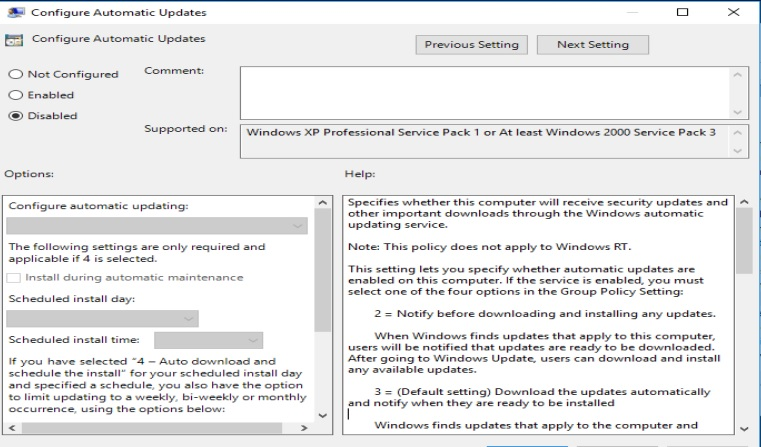 Configure Automatic Updates
Configure Automatic Updates
Previous Setting
Next Setting
Not Configured
Enabled
Disabled
Comment:
Supported on:
Windows XP Professional Service Pack 1 or At least Windows 2000 Service Pack 3
Options:
Help:
Configure automatic updating:
The following settings are only required and
applicable if 4 is selected.
Install during automatic maintenance
Scheduled install day:
Scheduled install time:
If you have selected "4 – Auto download and
schedule the install" for your scheduled install day
and specified a schedule, you also have the option
to limit updating to a weekly, bi-weekly or monthly
occurrence, using the options below:
Specifies whether this computer will receive security updates and
other important downloads through the Windows automatic
updating service.
Note: This policy does not apply to Windows RT.
This setting lets you specify whether automatic updates are
enabled on this computer. If the service is enabled, you must
select one of the four options in the Group Policy Setting:
2 = Notify before downloading and installing any updates.
When Windows finds updates that apply to this computer,
users will be notified that updates are ready to be downloaded.
After going to Windows Update, users can download and install
any available updates.
3 = (Default setting) Download the updates automatically
and notify when they are ready to be installed
Windows finds updates that apply to the computer and